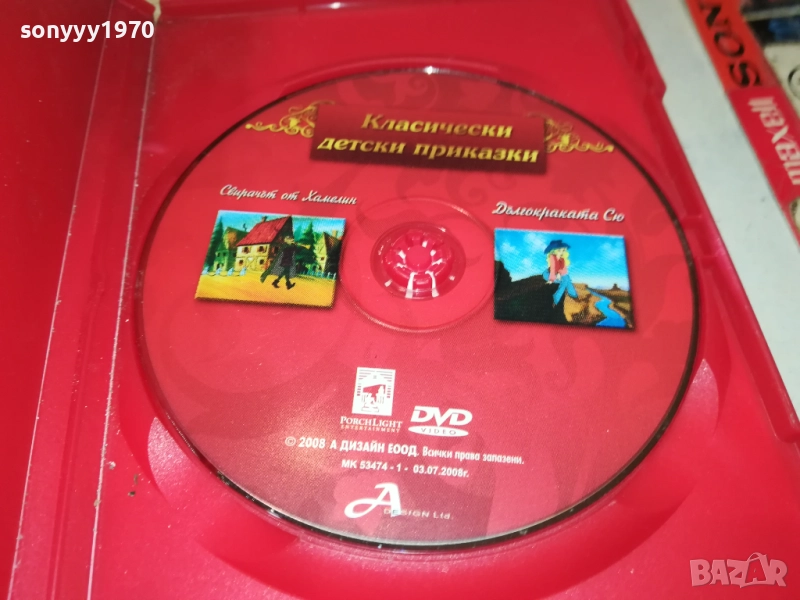 sonyyy1970
SON
maxell
Класически
детски приказки
Свирачът от Хамелин
Дългокраката Сю
PORCHLIGHT
ENTERTAINMENT
DVD
VIDEO
© 2008 А ДИЗАЙН ЕООД. Всички права запазени.
МК 53474 - 1 - 03.07.2008г.
A
DESIGN Ltd.
BAZAR